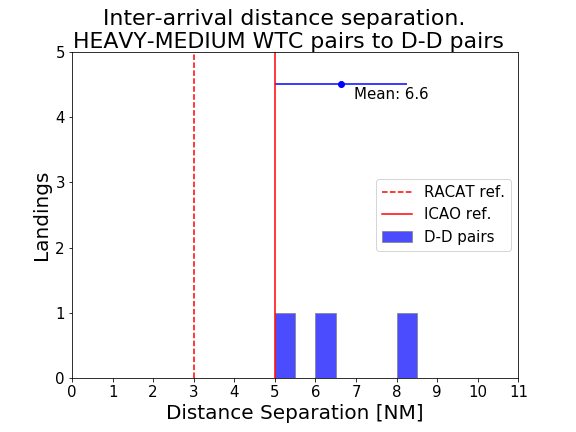 Inter-arrival distance separation.
HEAVY-MEDIUM WTC pairs to D-D pairs
5
4
3
2
1
0
Landings
Mean: 6.6
RACAT ref.
ICAO ref.
D-D pairs
0 1 2 3 4 5 6 7 8 9 10 11
Distance Separation [NM]